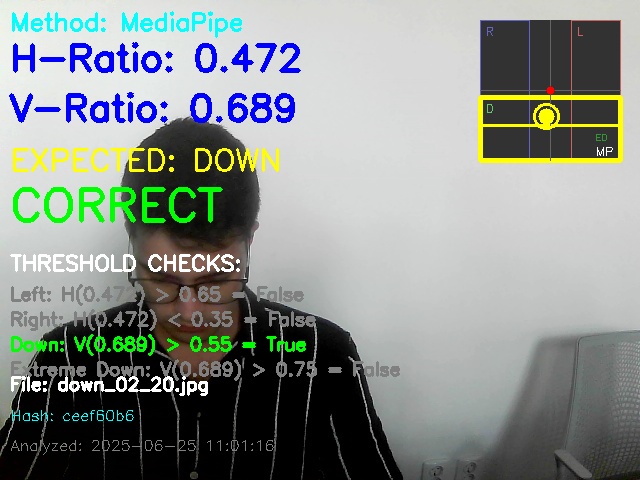 Method: MediaPipe
H-Ratio: 0.472
V-Ratio: 0.689
EXPECTED: DOWN
CORRECT
THRESHOLD CHECKS:
Left: H(0.472) > 0.65 = False
Right: H(0.472) < 0.35 = False
Down: V(0.689) > 0.55 = True
Extreme Down: V(0.689) > 0.75 = False
File: down_02_20.jpg
Hash: ceef60b6
Analyzed: 2025-06-25 11:01:16
R L
D
ED
MP